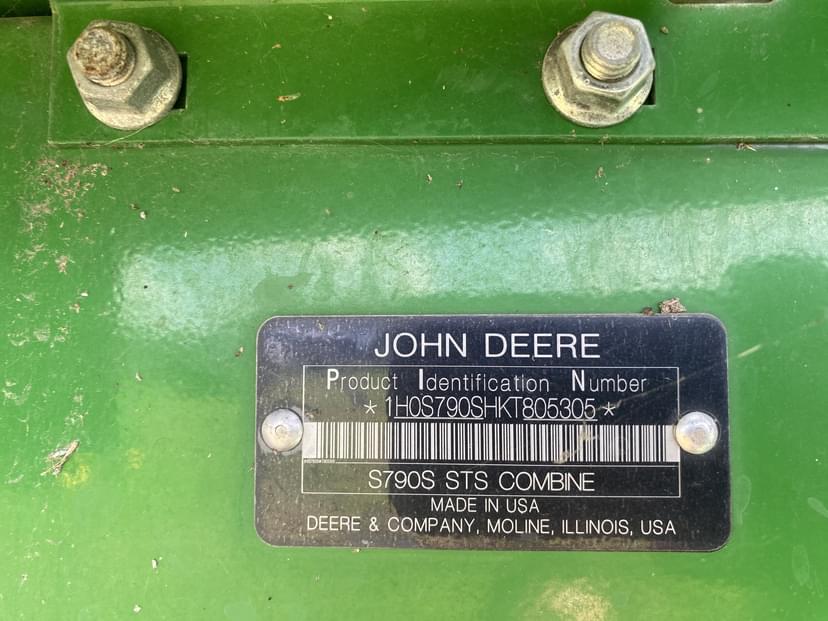 JOHN DEERE
Product Identification Number
*1H0S790SHKT805305*
S790S STS COMBINE
MADE IN USA
DEERE & COMPANY, MOLINE, ILLINOIS, USA